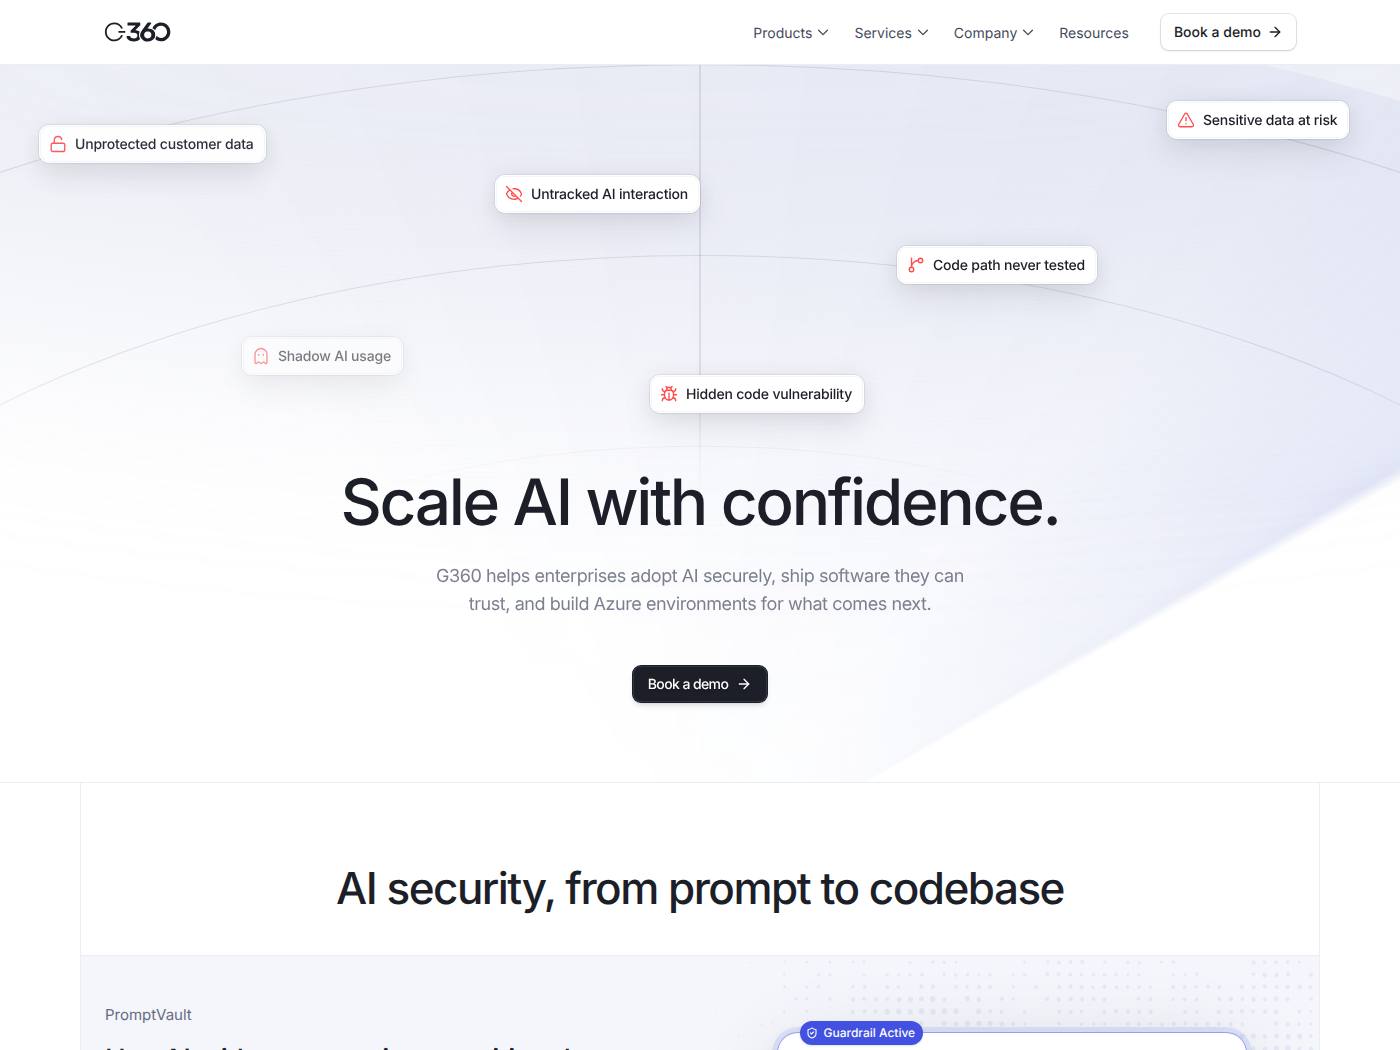 G360
Products
Services
Company
Resources
Book a demo
Unprotected customer data
Sensitive data at risk
Untracked AI interaction
Code path never tested
Shadow AI usage
Hidden code vulnerability
Scale AI with confidence.
G360 helps enterprises adopt AI securely, ship software they can
trust, and build Azure environments for what comes next.
Book a demo
AI security, from prompt to codebase
PromptVault
Guardrail Active